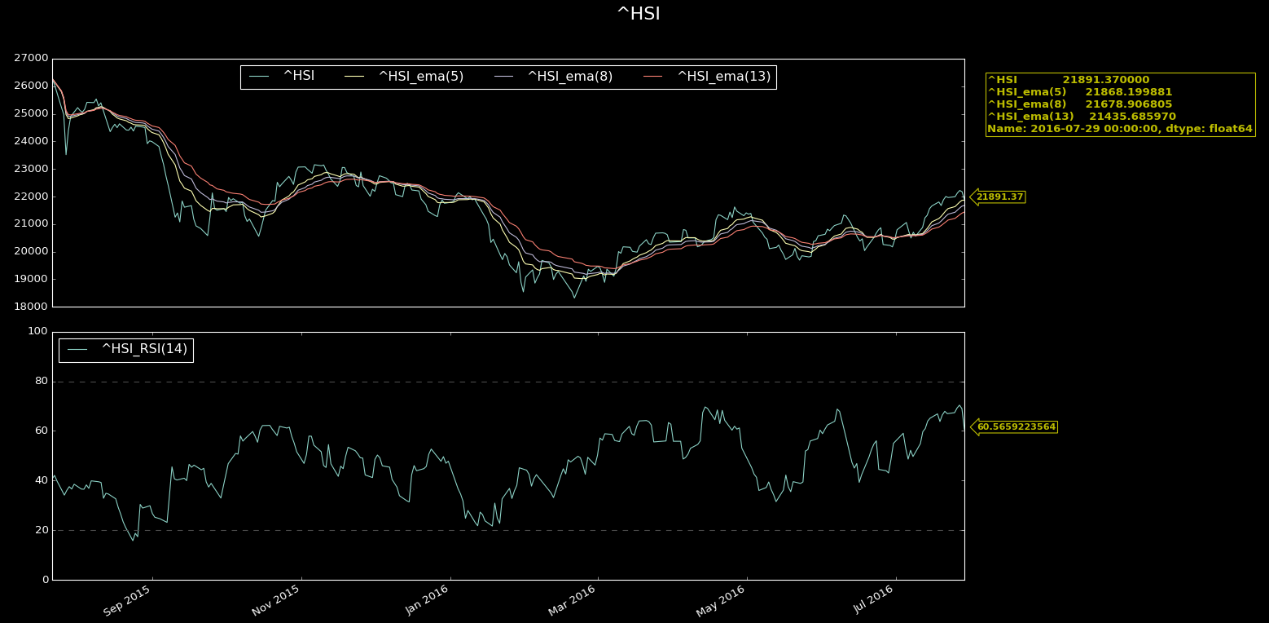 ^HSI
27000
26000
25000
24000
23000
22000
21000
20000
19000
18000
^HSI ^HSI_ema(5) ^HSI_ema(8) ^HSI_ema(13)
^HSI 21891.370000
^HSI_ema(5) 21868.199881
^HSI_ema(8) 21678.906805
^HSI_ema(13) 21435.685970
Name: 2016-07-29 00:00:00, dtype: float64
21891.37
100
80
60
40
20
0
^HSI_RSI(14)
60.5659223564
Sep 2015 Nov 2015 Jan 2016 Mar 2016 May 2016 Jul 2016